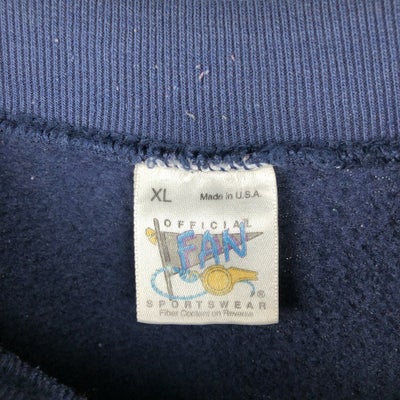 XL Made in U.S.A.
OFFICIAL
FAN
®
SPORTSWEAR
Fiber Content on Reverse